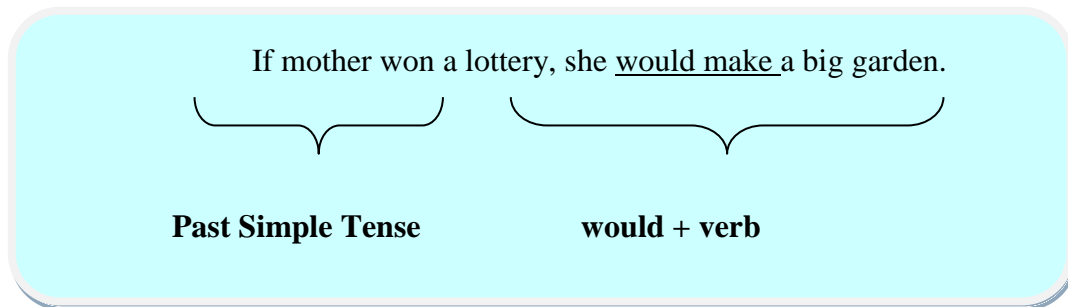 If mother won a lottery, she would make a big garden.
Past Simple Tense would + verb